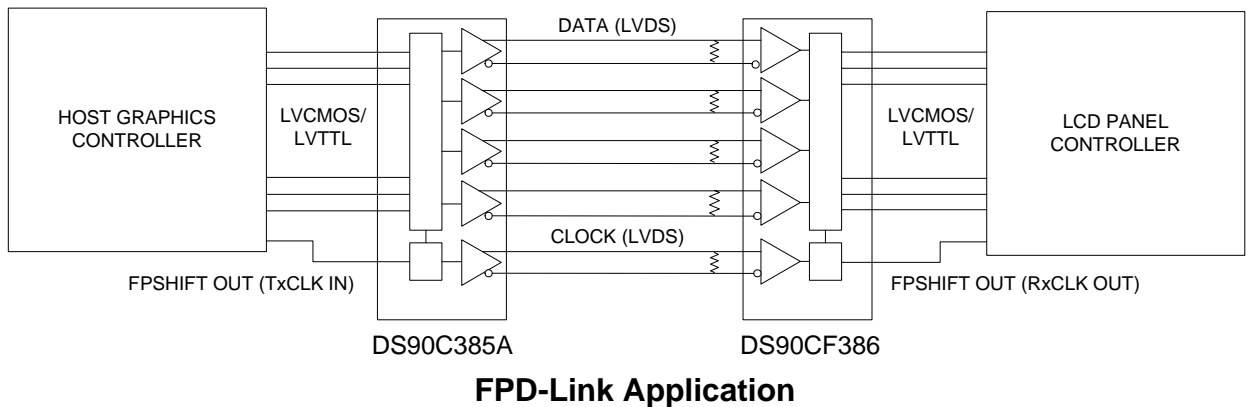 DATA (LVDS)
HOST GRAPHICS
CONTROLLER
LVCMOS/
LVTTL
LVCMOS/
LVTTL
LCD PANEL
CONTROLLER
CLOCK (LVDS)
FPSHIFT OUT (TxCLK IN)
FPSHIFT OUT (RxCLK OUT)
DS90C385A
DS90CF386
FPD-Link Application